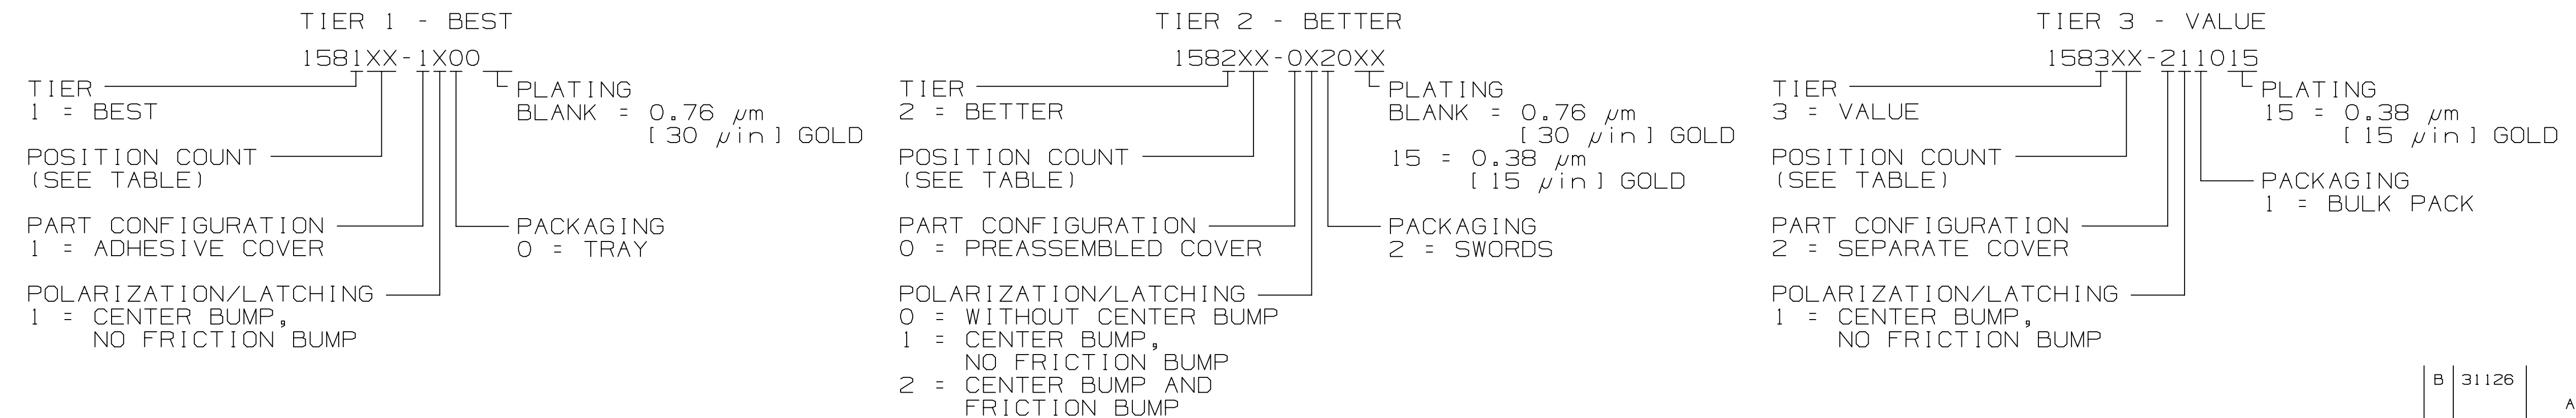 TIER 1 - BEST
1581XX-1X00
TIER
1 = BEST
POSITION COUNT
(SEE TABLE)
PART CONFIGURATION
1 = ADHESIVE COVER
POLARIZATION/LATCHING
1 = CENTER BUMP,
NO FRICTION BUMP
PLATING
BLANK = 0.76 µm
[30 µin] GOLD
PACKAGING
0 = TRAY
TIER 2 - BETTER
1582XX-0X20XX
TIER
2 = BETTER
POSITION COUNT
(SEE TABLE)
PART CONFIGURATION
0 = PREASSEMBLED COVER
POLARIZATION/LATCHING
0 = WITHOUT CENTER BUMP
1 = CENTER BUMP,
NO FRICTION BUMP
2 = CENTER BUMP AND
FRICTION BUMP
PLATING
BLANK = 0.76 µm
[30 µin] GOLD
15 = 0.38 µm
[15 µin] GOLD
PACKAGING
2 = SWORDS
TIER 3 - VALUE
1583XX-211015
TIER
3 = VALUE
POSITION COUNT
(SEE TABLE)
PART CONFIGURATION
2 = SEPARATE COVER
POLARIZATION/LATCHING
1 = CENTER BUMP,
NO FRICTION BUMP
PLATING
15 = 0.38 µm
[15 µin] GOLD
PACKAGING
1 = BULK PACK
B 31126
A